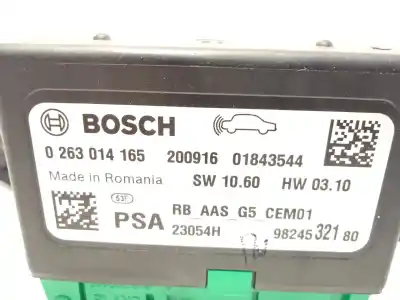 BOSCH
0 263 014 165 200916 01843544
Made in Romania SW 10.60 HW 03.10
PSA RB_AAS_G5_CEM01
23054H 98245 321 80